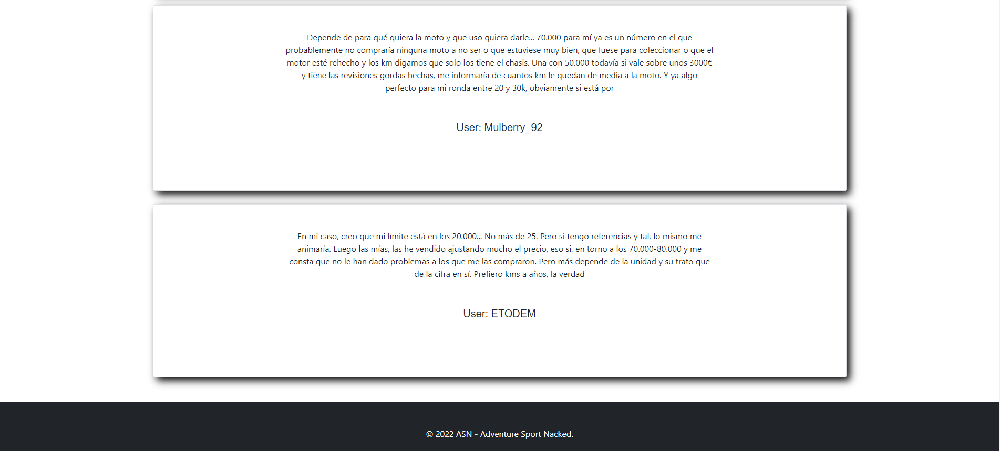 Depende de para qué quiera la moto y que uso quiera darle... 70.000 para mí ya es un número en el que
probablemente no compraría ninguna moto a no ser o que estuviese muy bien, que fuese para coleccionar o que el
motor esté rehecho y los km digamos que solo los tiene el chasis. Una con 50.000 todavía si vale sobre unos 3000€
y tiene las revisiones gordas hechas, me informaría de cuantos km le quedan de media a la moto. Y ya algo
perfecto para mi ronda entre 20 y 30k, obviamente si está por
User: Mulberry_92
En mi caso, creo que mi límite está en los 20.000... No más de 25. Pero si tengo referencias y tal, lo mismo me
animaría. Luego las mías, las he vendido ajustando mucho el precio, eso si, en torno a los 70.000-80.000 y me
consta que no le han dado problemas a los que me las compraron. Pero más depende de la unidad y su trato que
de la cifra en sí. Prefiero kms a años, la verdad
User: ETODEM
© 2022 ASN - Adventure Sport Nacked.